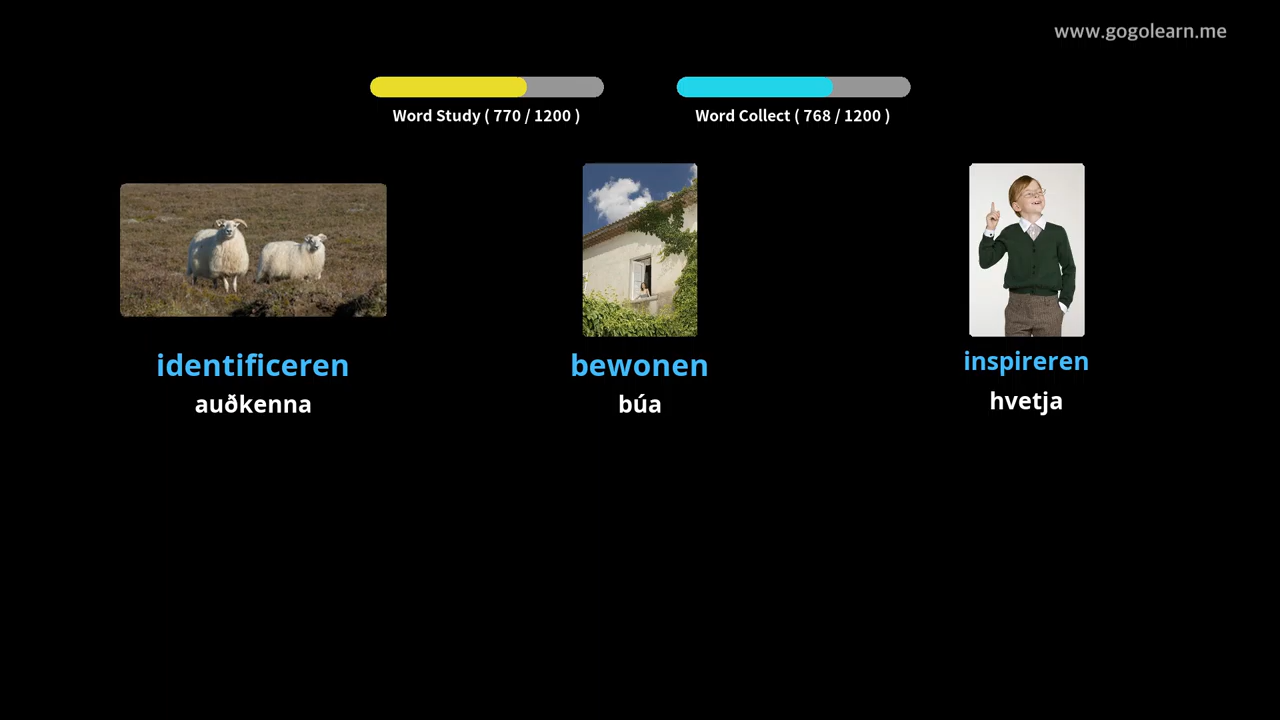 www.gogolearn.me
Word Study ( 770 / 1200 )
Word Collect ( 768 / 1200 )
identificeren
auðkenna
bewonen
búa
inspireren
hvetja